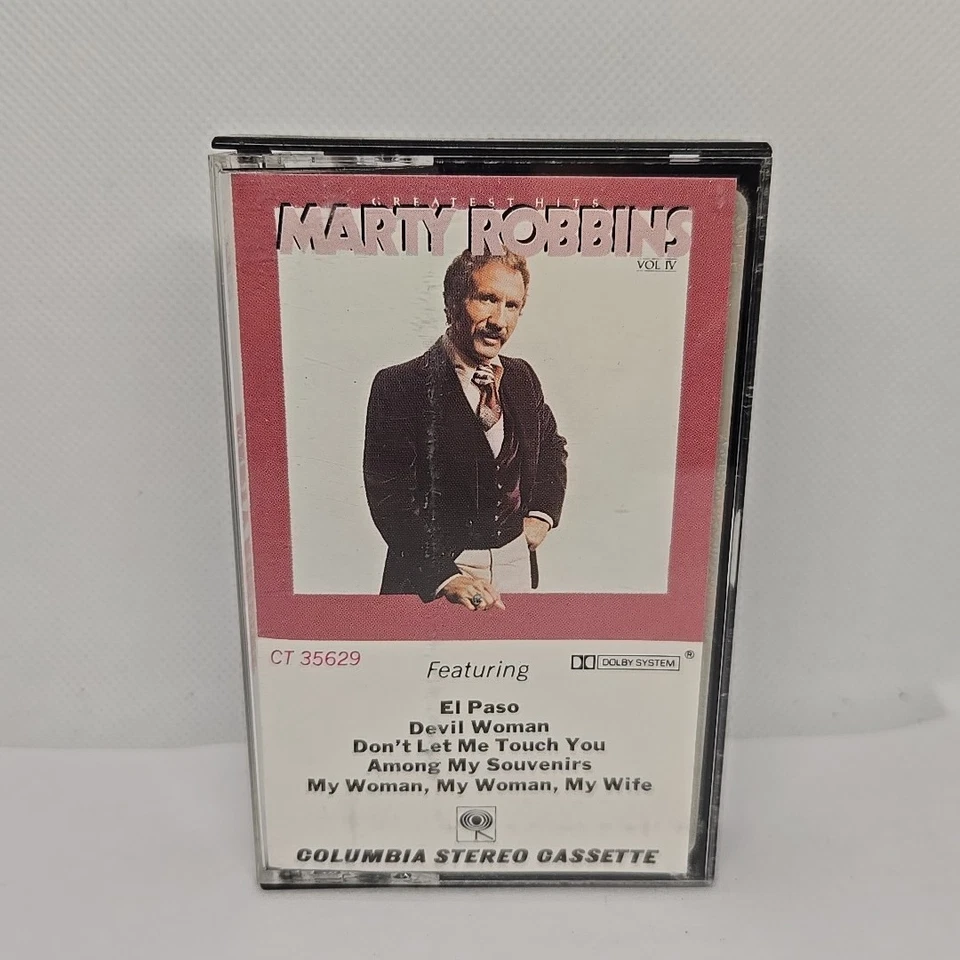 GREATEST HITS
MARTY ROBBINS
VOL IV
CT 35629
Featuring
DOLBY SYSTEM ®
El Paso
Devil Woman
Don't Let Me Touch You
Among My Souvenirs
My Woman, My Woman, My Wife
COLUMBIA STEREO CASSETTE